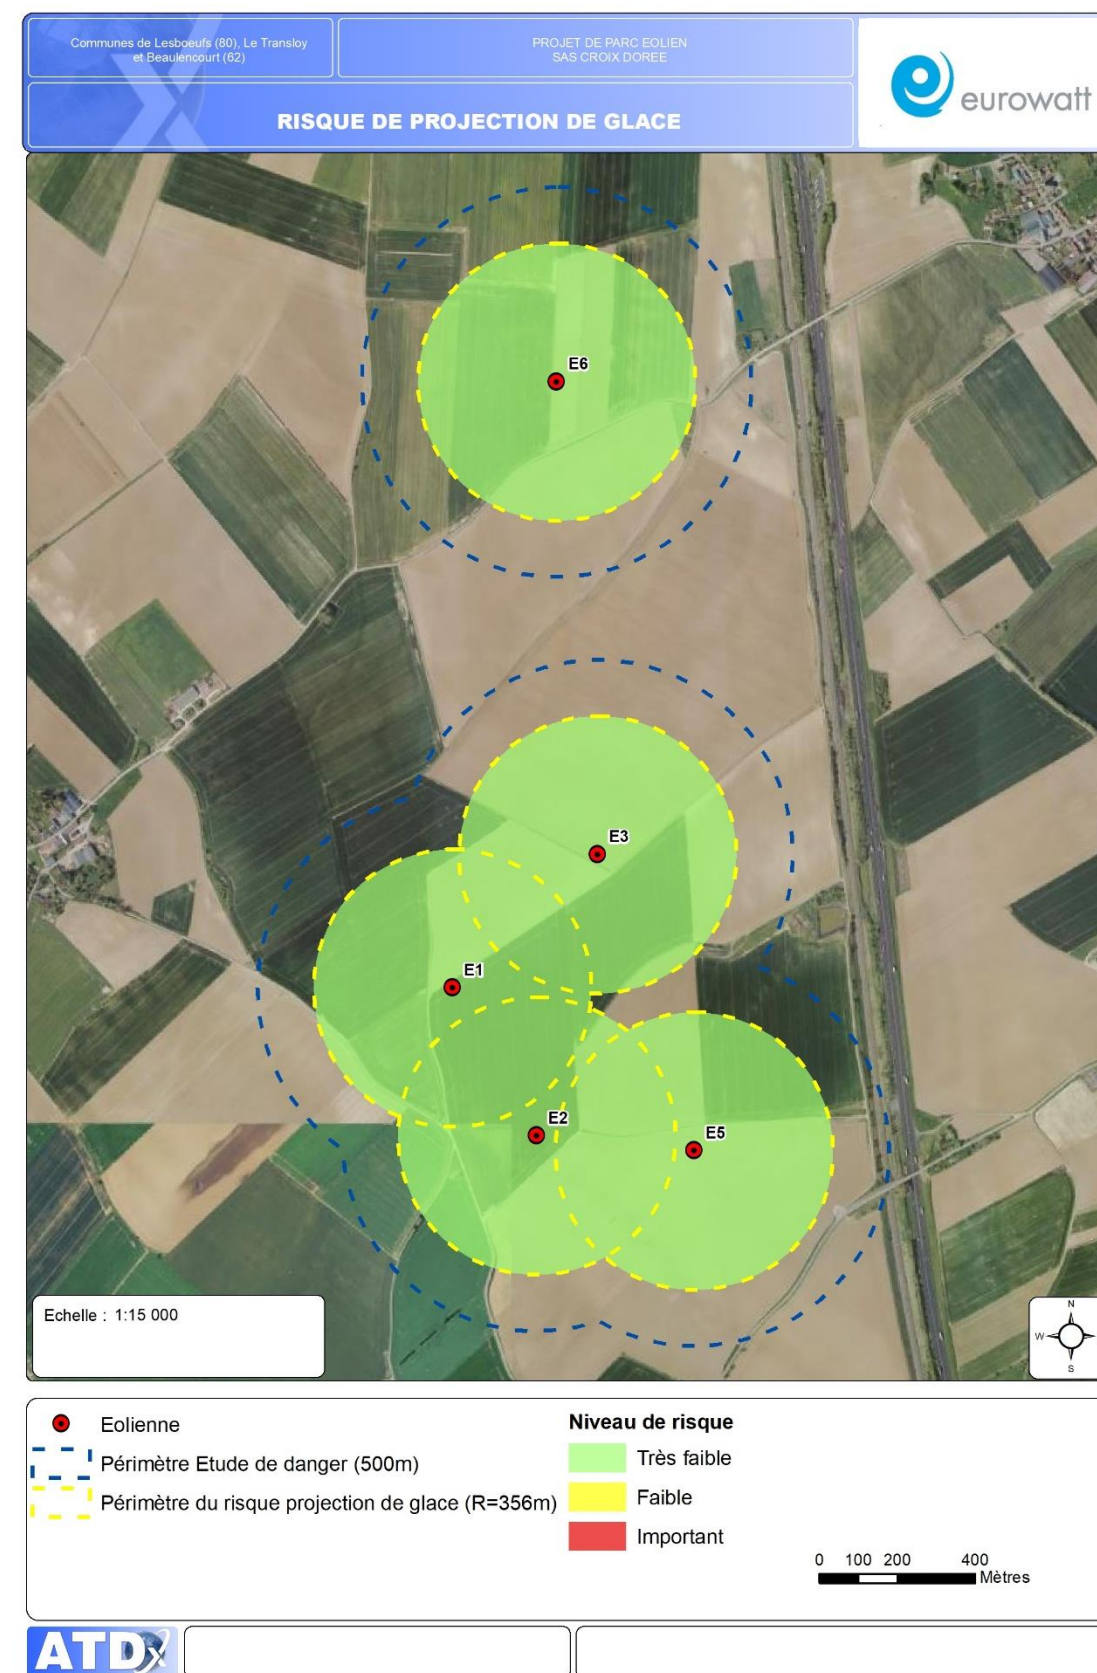 Communes de Lesboeufs (80), Le Transloy
et Beaulencourt (62)
PROJET DE PARC EOLIEN
SAS CROIX DOREE
eurowatt
RISQUE DE PROJECTION DE GLACE
E6
E3
E1
E2
E5
Echelle : 1:15 000
N
W
S
Eolienne
Périmètre Etude de danger (500m)
Périmètre du risque projection de glace (R=356m)
Niveau de risque
Très faible
Faible
Important
0 100 200 400
Mètres
ATDx